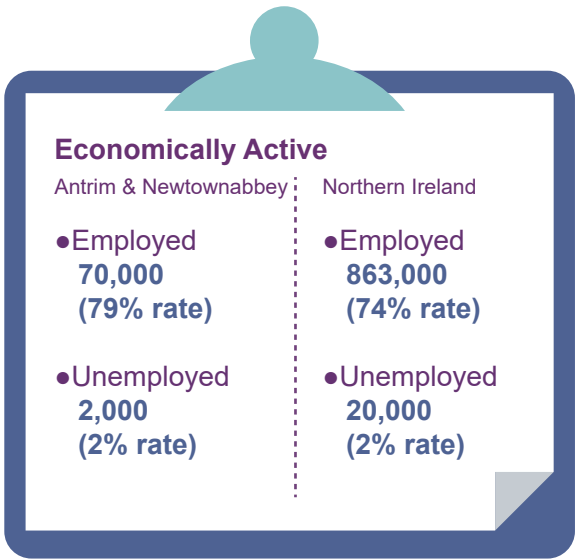 Economically Active
Antrim & Newtownabbey
●Employed
70,000
(79% rate)
●Unemployed
2,000
(2% rate)
Northern Ireland
●Employed
863,000
(74% rate)
●Unemployed
20,000
(2% rate)